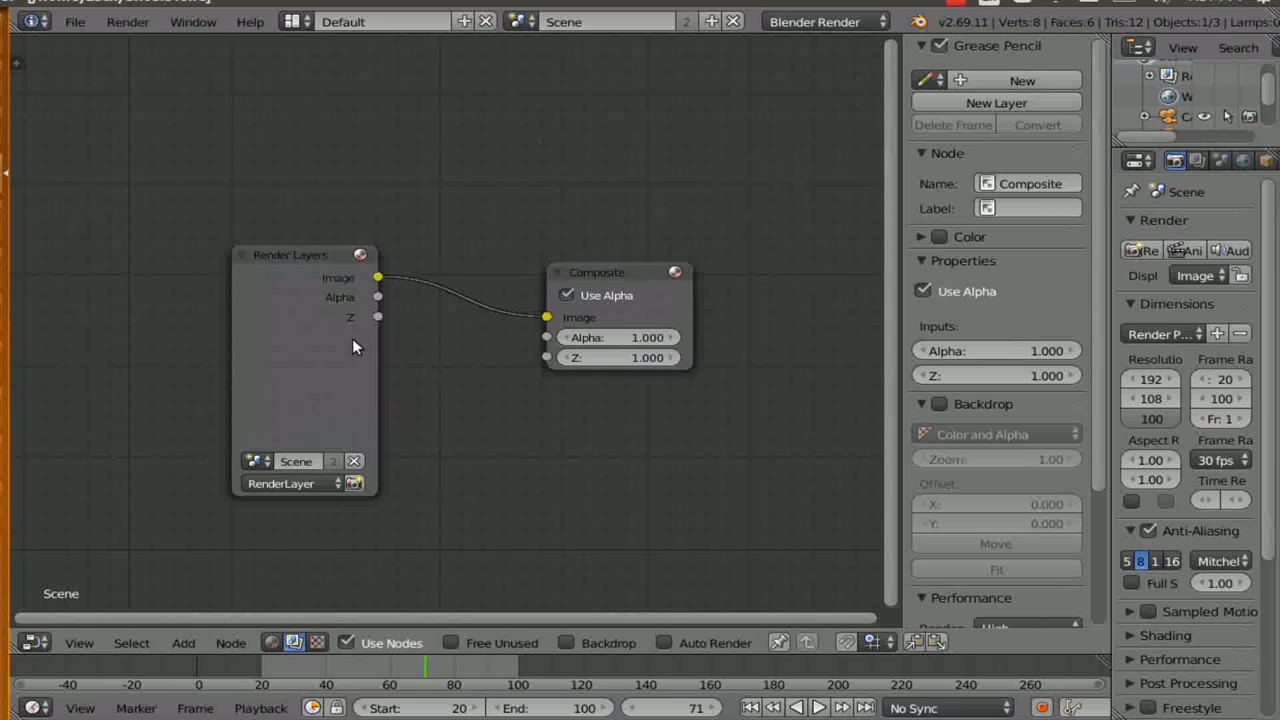 File Render Window Help Default Scene 2 Blender Render v2.69.11 | Verts:8 | Faces:6 | Tris:12 | Objects:1/3 | Lamps:0
View Search
W
Grease Pencil
New
New Layer
Delete Frame Convert
Node
Name: Composite
Label:
Color
Properties
Use Alpha
Inputs:
Alpha: 1.000
Z: 1.000
Backdrop
Color and Alpha
Zoom: 1.00
Offset:
X: 0.000
Y: 0.000
Move
Fit
Performance
Render Layers
Image
Alpha
Z
Scene 2
RenderLayer
Composite
Use Alpha
Image
Alpha: 1.000
Z: 1.000
Scene
Scene
Render
Re Ani Aud
Displ Image
Dimensions
Render P...
Resolutio Frame Ra
192 : 20
108 100
100 Fr: 1
Aspect R Frame Ra
1.00 30 fps
1.00 Time Re
Anti-Aliasing
5 8 1 16 Mitchel
Full S 1.00
Sampled Motio
Shading
Performance
Post Processing
Freestyle
View Select Add Node Use Nodes Free Unused Backdrop Auto Render
-40 -20 0 20 40 60 80 100 120 140 160 180 200 220 240 260
View Marker Frame Playback Start: 20 End: 100 71 No Sync